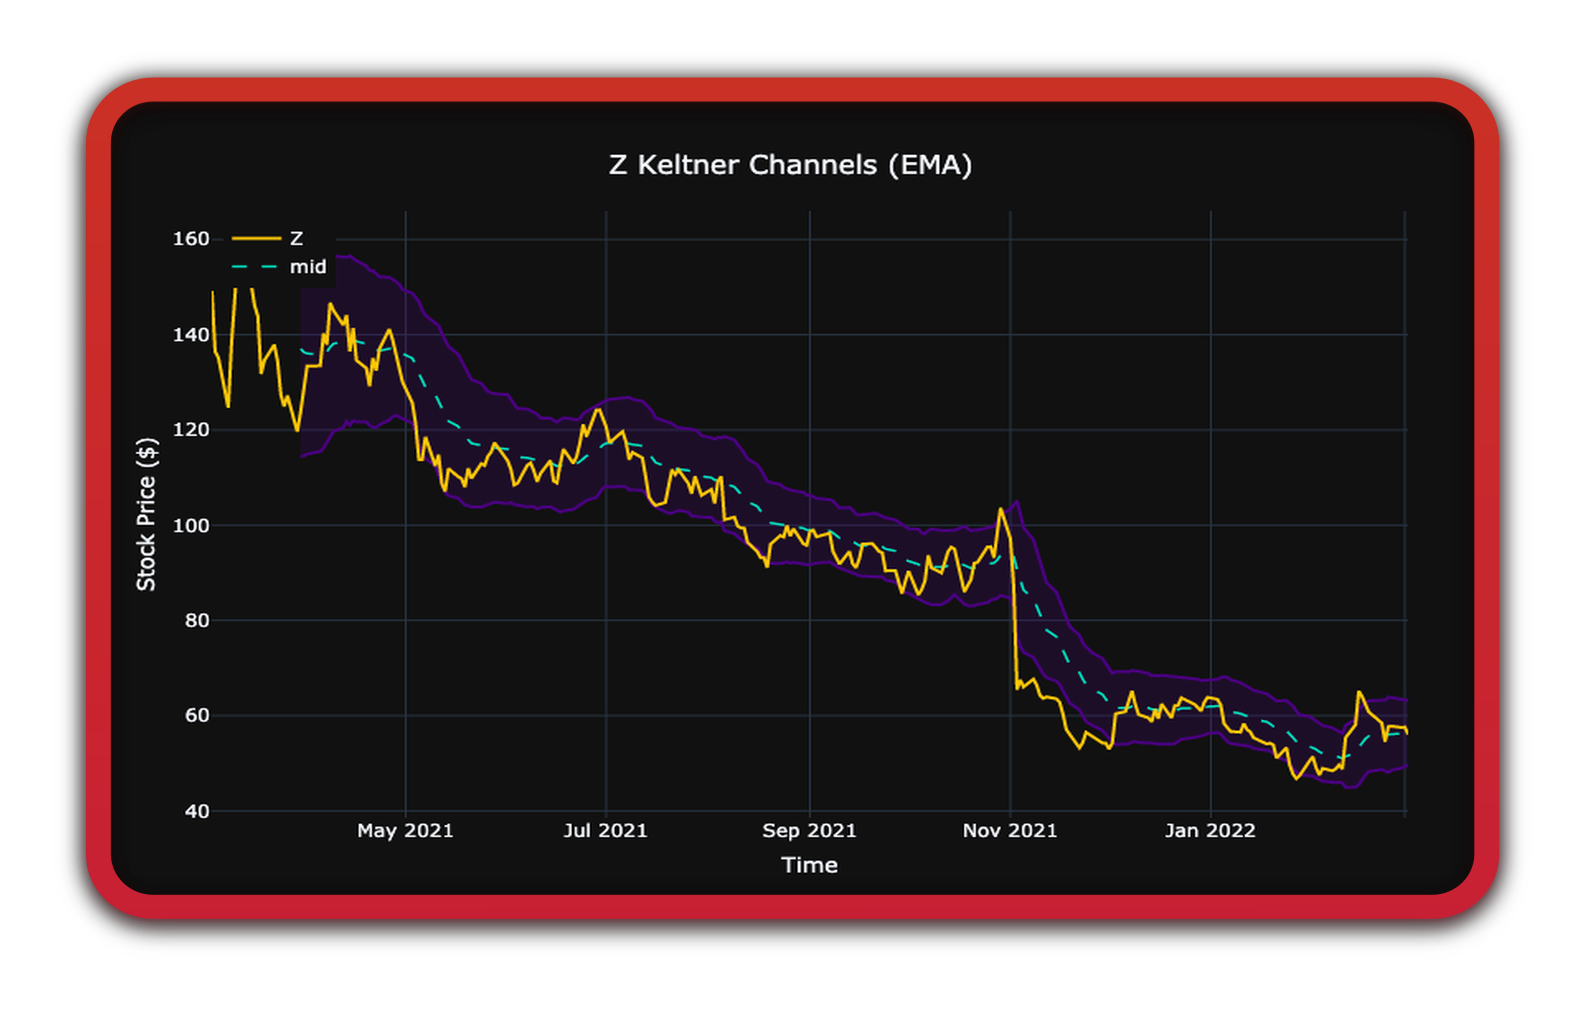 Z Keltner Channels (EMA)
Z
mid
160
140
120
100
80
60
40
Stock Price ($)
May 2021
Jul 2021
Sep 2021
Nov 2021
Jan 2022
Time